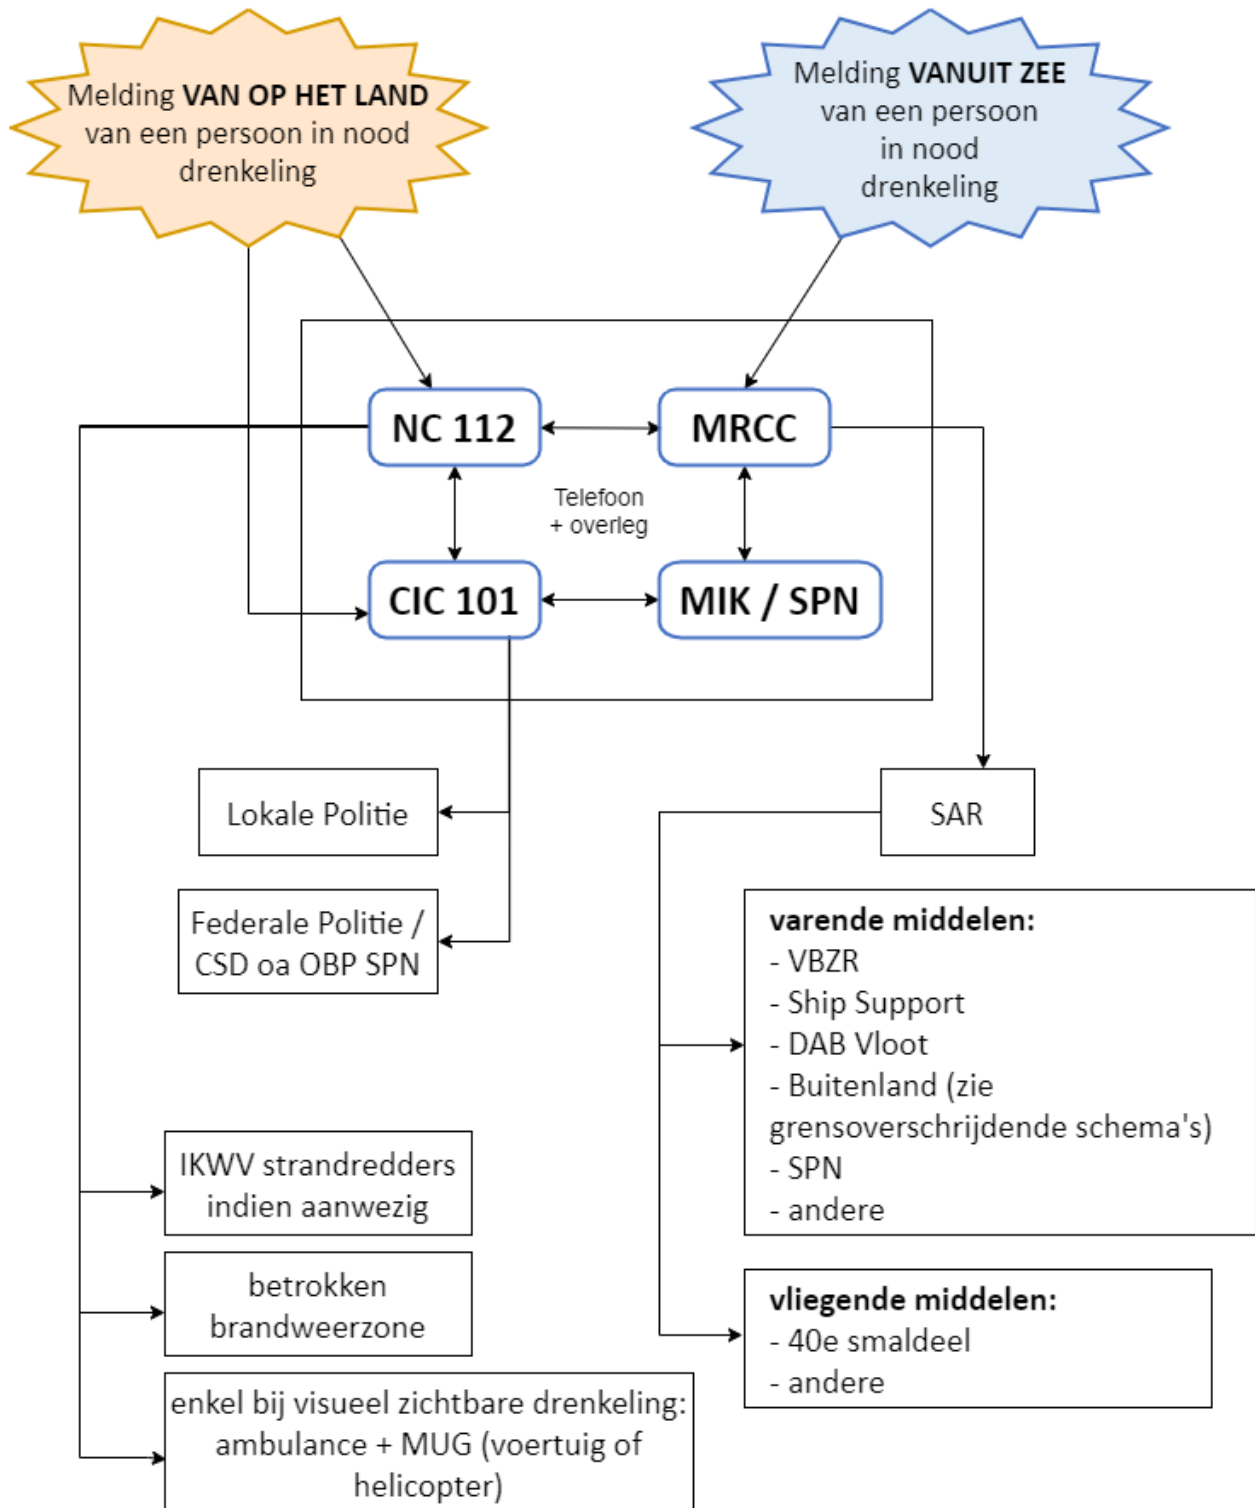 Melding VAN OP HET LAND
van een persoon in nood
drenkeling
Melding VANUIT ZEE
van een persoon
in nood
drenkeling
NC 112
MRCC
Telefoon
+ overleg
CIC 101
MIK / SPN
Lokale Politie
SAR
Federale Politie /
CSD oa OBP SPN
varende middelen:
- VBZR
- Ship Support
- DAB Vloot
- Buitenland (zie
grensoverschrijdende schema's)
- SPN
- andere
IKWV strandredders
indien aanwezig
betrokken
brandweerzone
vliegende middelen:
- 40e smaldeel
- andere
enkel bij visueel zichtbare drenkeling:
ambulance + MUG (voertuig of
helicopter)